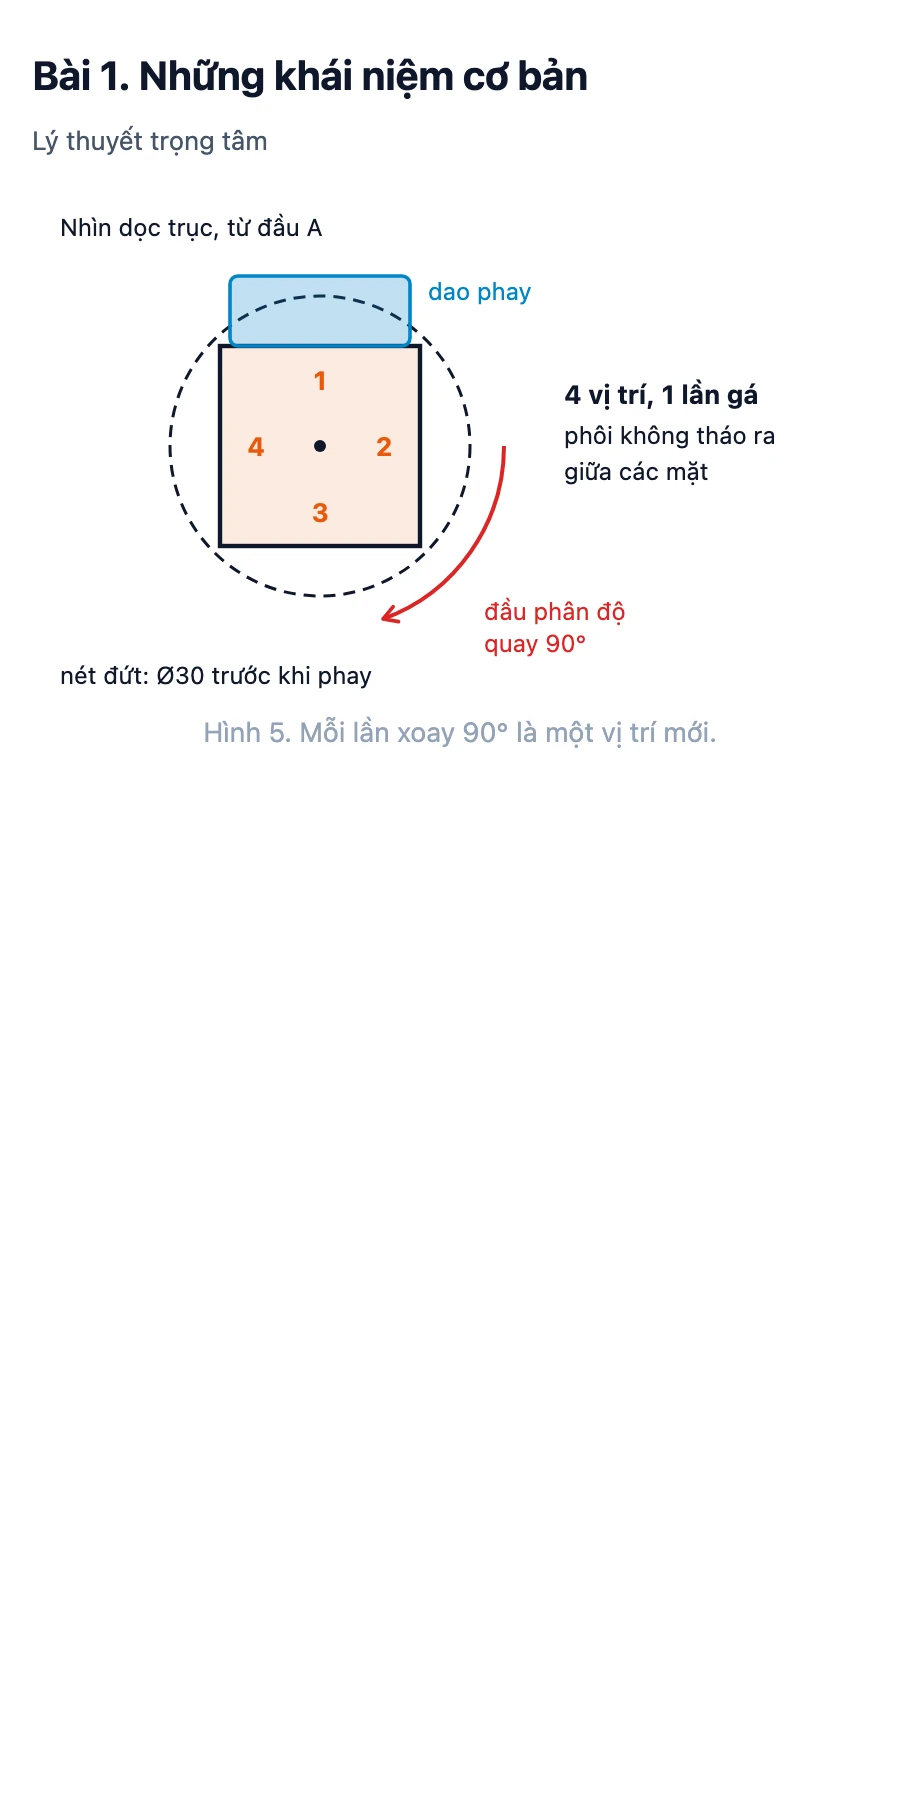 Bài 1. Những khái niệm cơ bản
Lý thuyết trọng tâm
Nhìn dọc trục, từ đầu A
dao phay
1
4
2
3
4 vị trí, 1 lần gá
phôi không tháo ra
giữa các mặt
đầu phân độ
quay 90°
nét đứt: Ø30 trước khi phay
Hình 5. Mỗi lần xoay 90° là một vị trí mới.